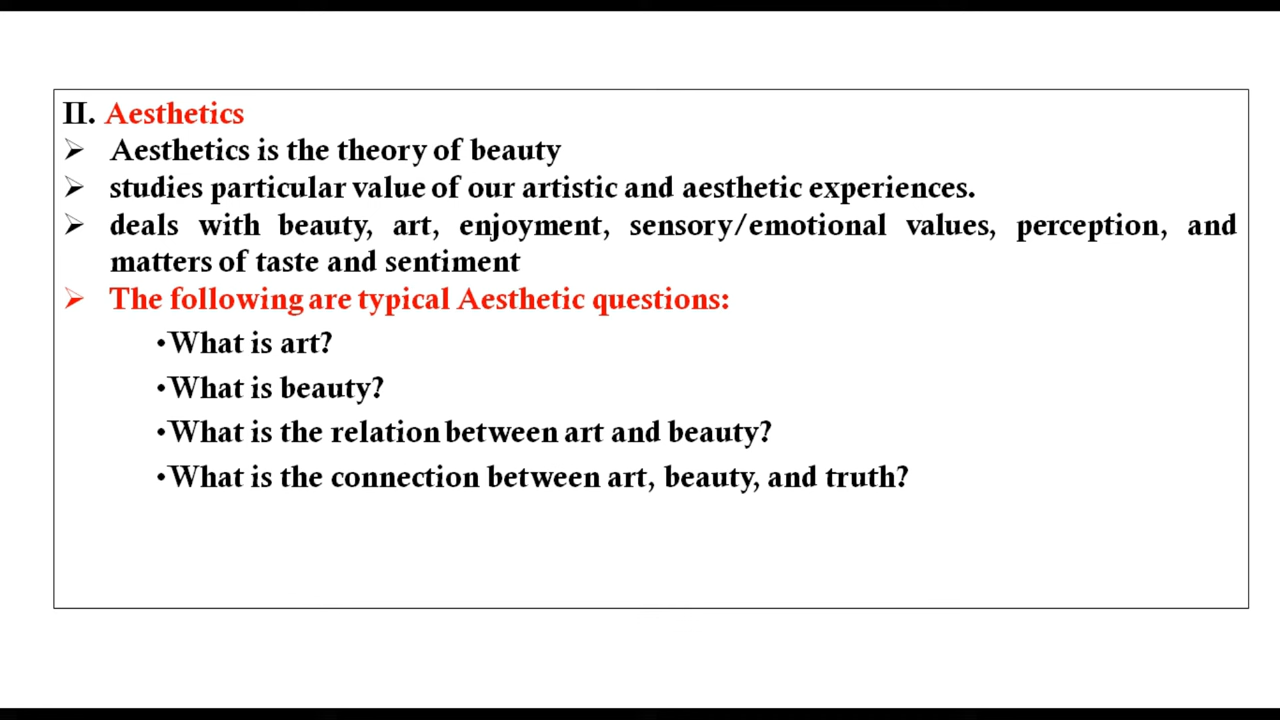 II. Aesthetics
➢ Aesthetics is the theory of beauty
➢ studies particular value of our artistic and aesthetic experiences.
➢ deals with beauty, art, enjoyment, sensory/emotional values, perception, and
matters of taste and sentiment
➢ The following are typical Aesthetic questions:
•What is art?
•What is beauty?
•What is the relation between art and beauty?
•What is the connection between art, beauty, and truth?